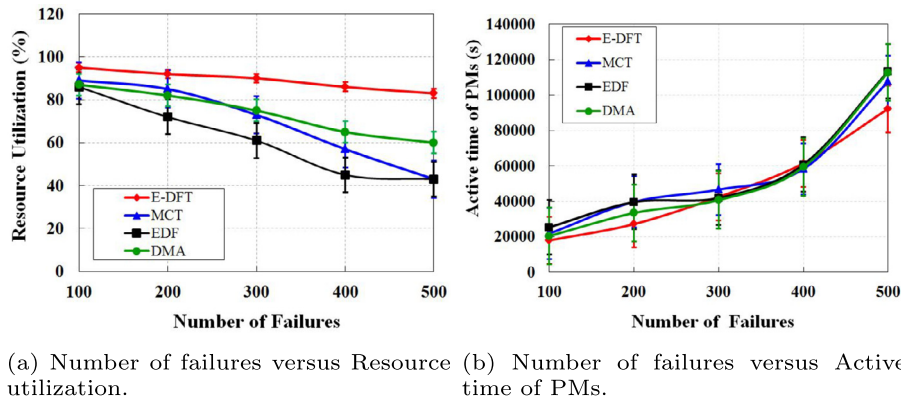 120
100
80
60
40
20
0
Resource Utilization (%)
E-DFT
MCT
EDF
DMA
100 200 300 400 500
Number of Failures
140000
120000
100000
80000
60000
40000
20000
0
Active time of PMs (s)
E-DFT
MCT
EDF
DMA
100 200 300 400 500
Number of Failures
(a) Number of failures versus Resource
utilization.
(b) Number of failures versus Active
time of PMs.